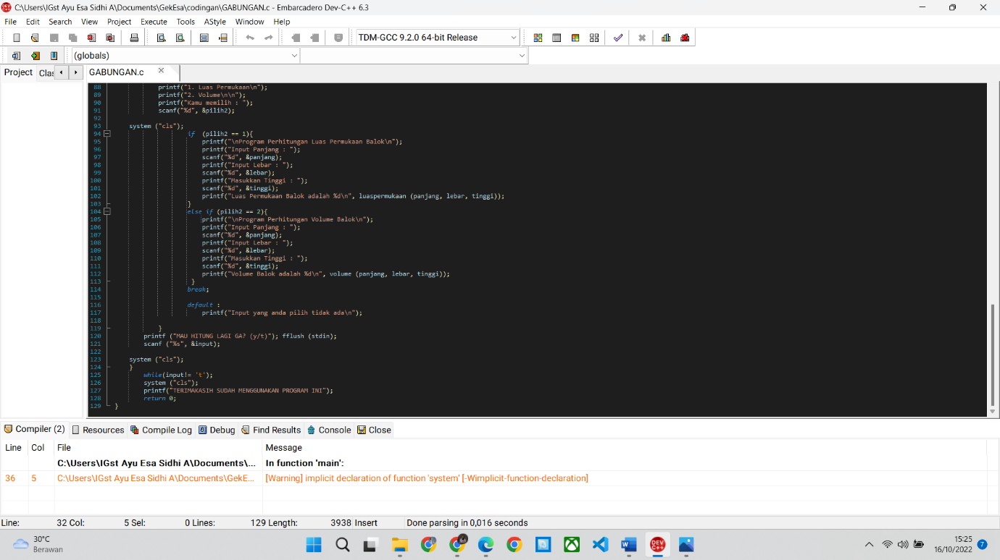 C:\Users\IGst Ayu Esa Sidhi A\Documents\GekEsa\codingan\GABUNGAN.c - Embarcadero Dev-C++ 6.3
File Edit Search View Project Execute Tools AStyle Window Help
TDM-GCC 9.2.0 64-bit Release
(globals)
Project Clas GABUNGAN.c
88 printf("1. Luas Permukaan\n");
89 printf("2. Volume\n\n");
90 printf("Kamu memilih : ");
91 scanf("%d", &pilih2);
92
93 system ("cls");
94 if (pilih2 == 1){
95 printf("\nProgram Perhitungan Luas Permukaan Balok\n");
96 printf("Input Panjang : ");
97 scanf("%d", &panjang);
98 printf("Input Lebar : ");
99 scanf("%d", &lebar);
100 printf("Masukkan Tinggi : ");
101 scanf("%d", &tinggi);
102 printf("Luas Permukaan Balok adalah %d\n", luaspermukaan (panjang, lebar, tinggi));
103 }
104 else if (pilih2 == 2){
105 printf("\nProgram Perhitungan Volume Balok\n");
106 printf("Input Panjang : ");
107 scanf("%d", &panjang);
108 printf("Input Lebar : ");
109 scanf("%d", &lebar);
110 printf("Masukkan Tinggi : ");
111 scanf("%d", &tinggi);
112 printf("Volume Balok adalah %d\n", volume (panjang, lebar, tinggi));
113 }
114 break;
115
116 default :
117 printf("Input yang anda pilih tidak ada\n");
118
119 }
120 printf ("MAU HITUNG LAGI GA? (y/t)"); fflush (stdin);
121 scanf ("%s", &input);
122
123 system ("cls");
124 }
125 while(input!= 't');
126 system ("cls");
127 printf("TERIMAKASIH SUDAH MENGGUNAKAN PROGRAM INI");
128 return 0;
129 }
Compiler (2) Resources Compile Log Debug Find Results Console Close
Line Col File Message
C:\Users\IGst Ayu Esa Sidhi A\Documents\... In function 'main':
36 5 C:\Users\IGst Ayu Esa Sidhi A\Documents\GekE... [Warning] implicit declaration of function 'system' [-Wimplicit-function-declaration]
Line: 32 Col: 5 Sel: 0 Lines: 129 Length: 3938 Insert Done parsing in 0,016 seconds
30°C
Berawan
DEV C++
15:25
16/10/2022
7